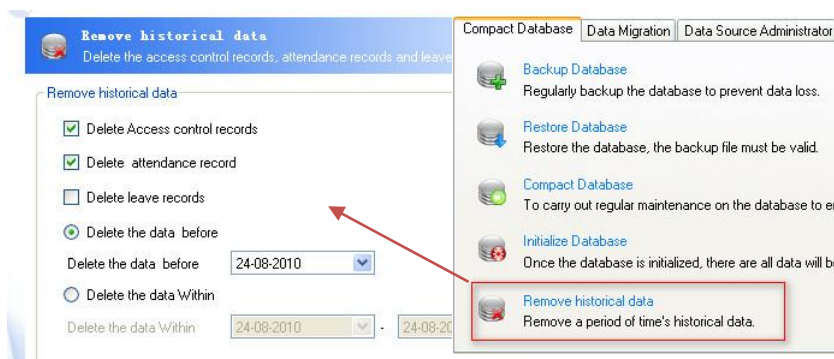 Remove historical data
Delete the access control records, attendance records and leave
Remove historical data
Delete Access control records
Delete attendance record
Delete leave records
Delete the data before
Delete the data before 24-08-2010
Delete the data Within
Delete the data Within 24-08-2010 - 24-08-20
Compact Database Data Migration Data Source Administrator
Backup Database
Regularly backup the database to prevent data loss.
Restore Database
Restore the database, the backup file must be valid.
Compact Database
To carry out regular maintenance on the database to
Initialize Database
Once the database is initialized, there are all data will
Remove historical data
Remove a period of time's historical data.